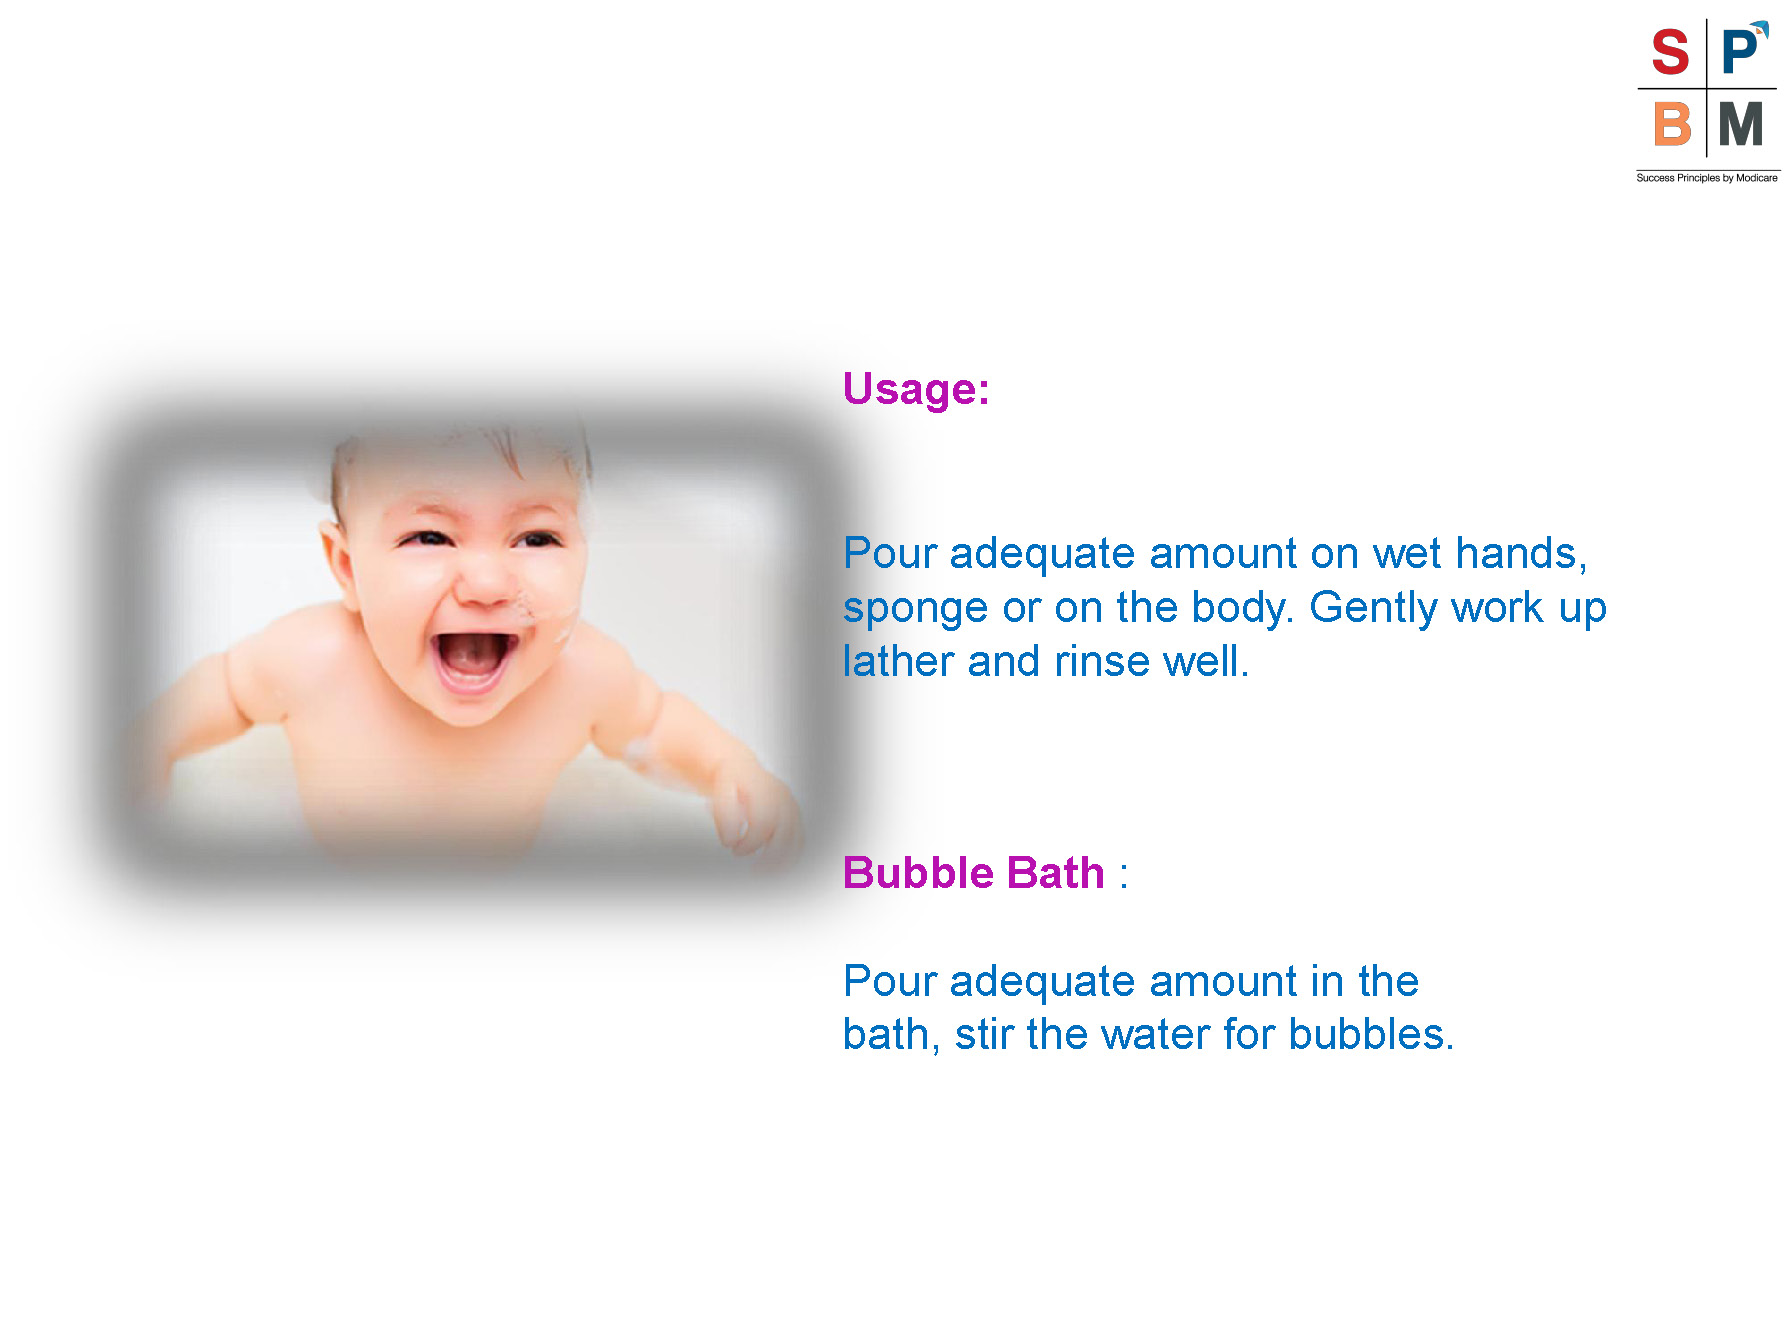 S P
B M
Success Principles by Modicare
Usage:
Pour adequate amount on wet hands,
sponge or on the body. Gently work up
lather and rinse well.
Bubble Bath :
Pour adequate amount in the
bath, stir the water for bubbles.